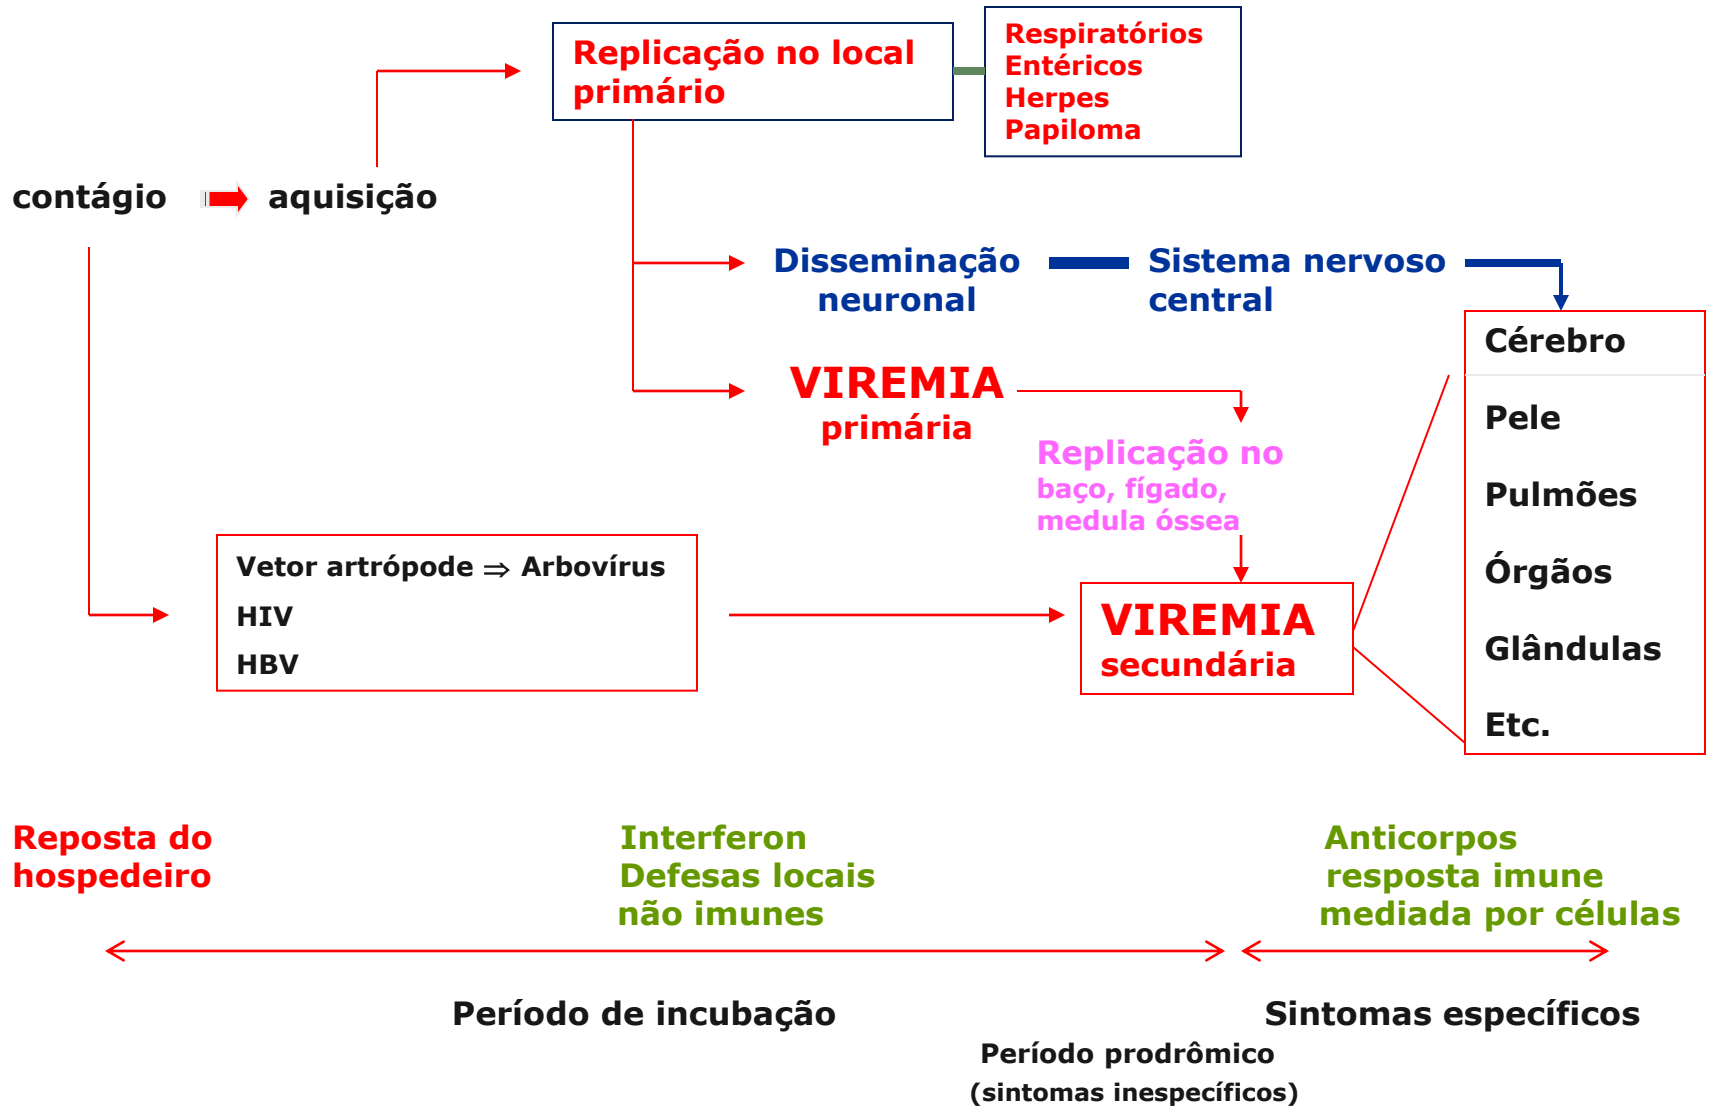 Replicação no local
primário
Respiratórios
Entéricos
Herpes
Papiloma
contágio
aquisição
Disseminação
neuronal
Sistema nervoso
central
VIREMIA
primária
Replicação no
baço, fígado,
medula óssea
Vetor artrópode ⇒ Arbovírus
HIV
HBV
VIREMIA
secundária
Cérebro
Pele
Pulmões
Órgãos
Glândulas
Etc.
Reposta do
hospedeiro
Interferon
Defesas locais
não imunes
Anticorpos
resposta imune
mediada por células
Período de incubação
Sintomas específicos
Período prodrômico
(sintomas inespecíficos)